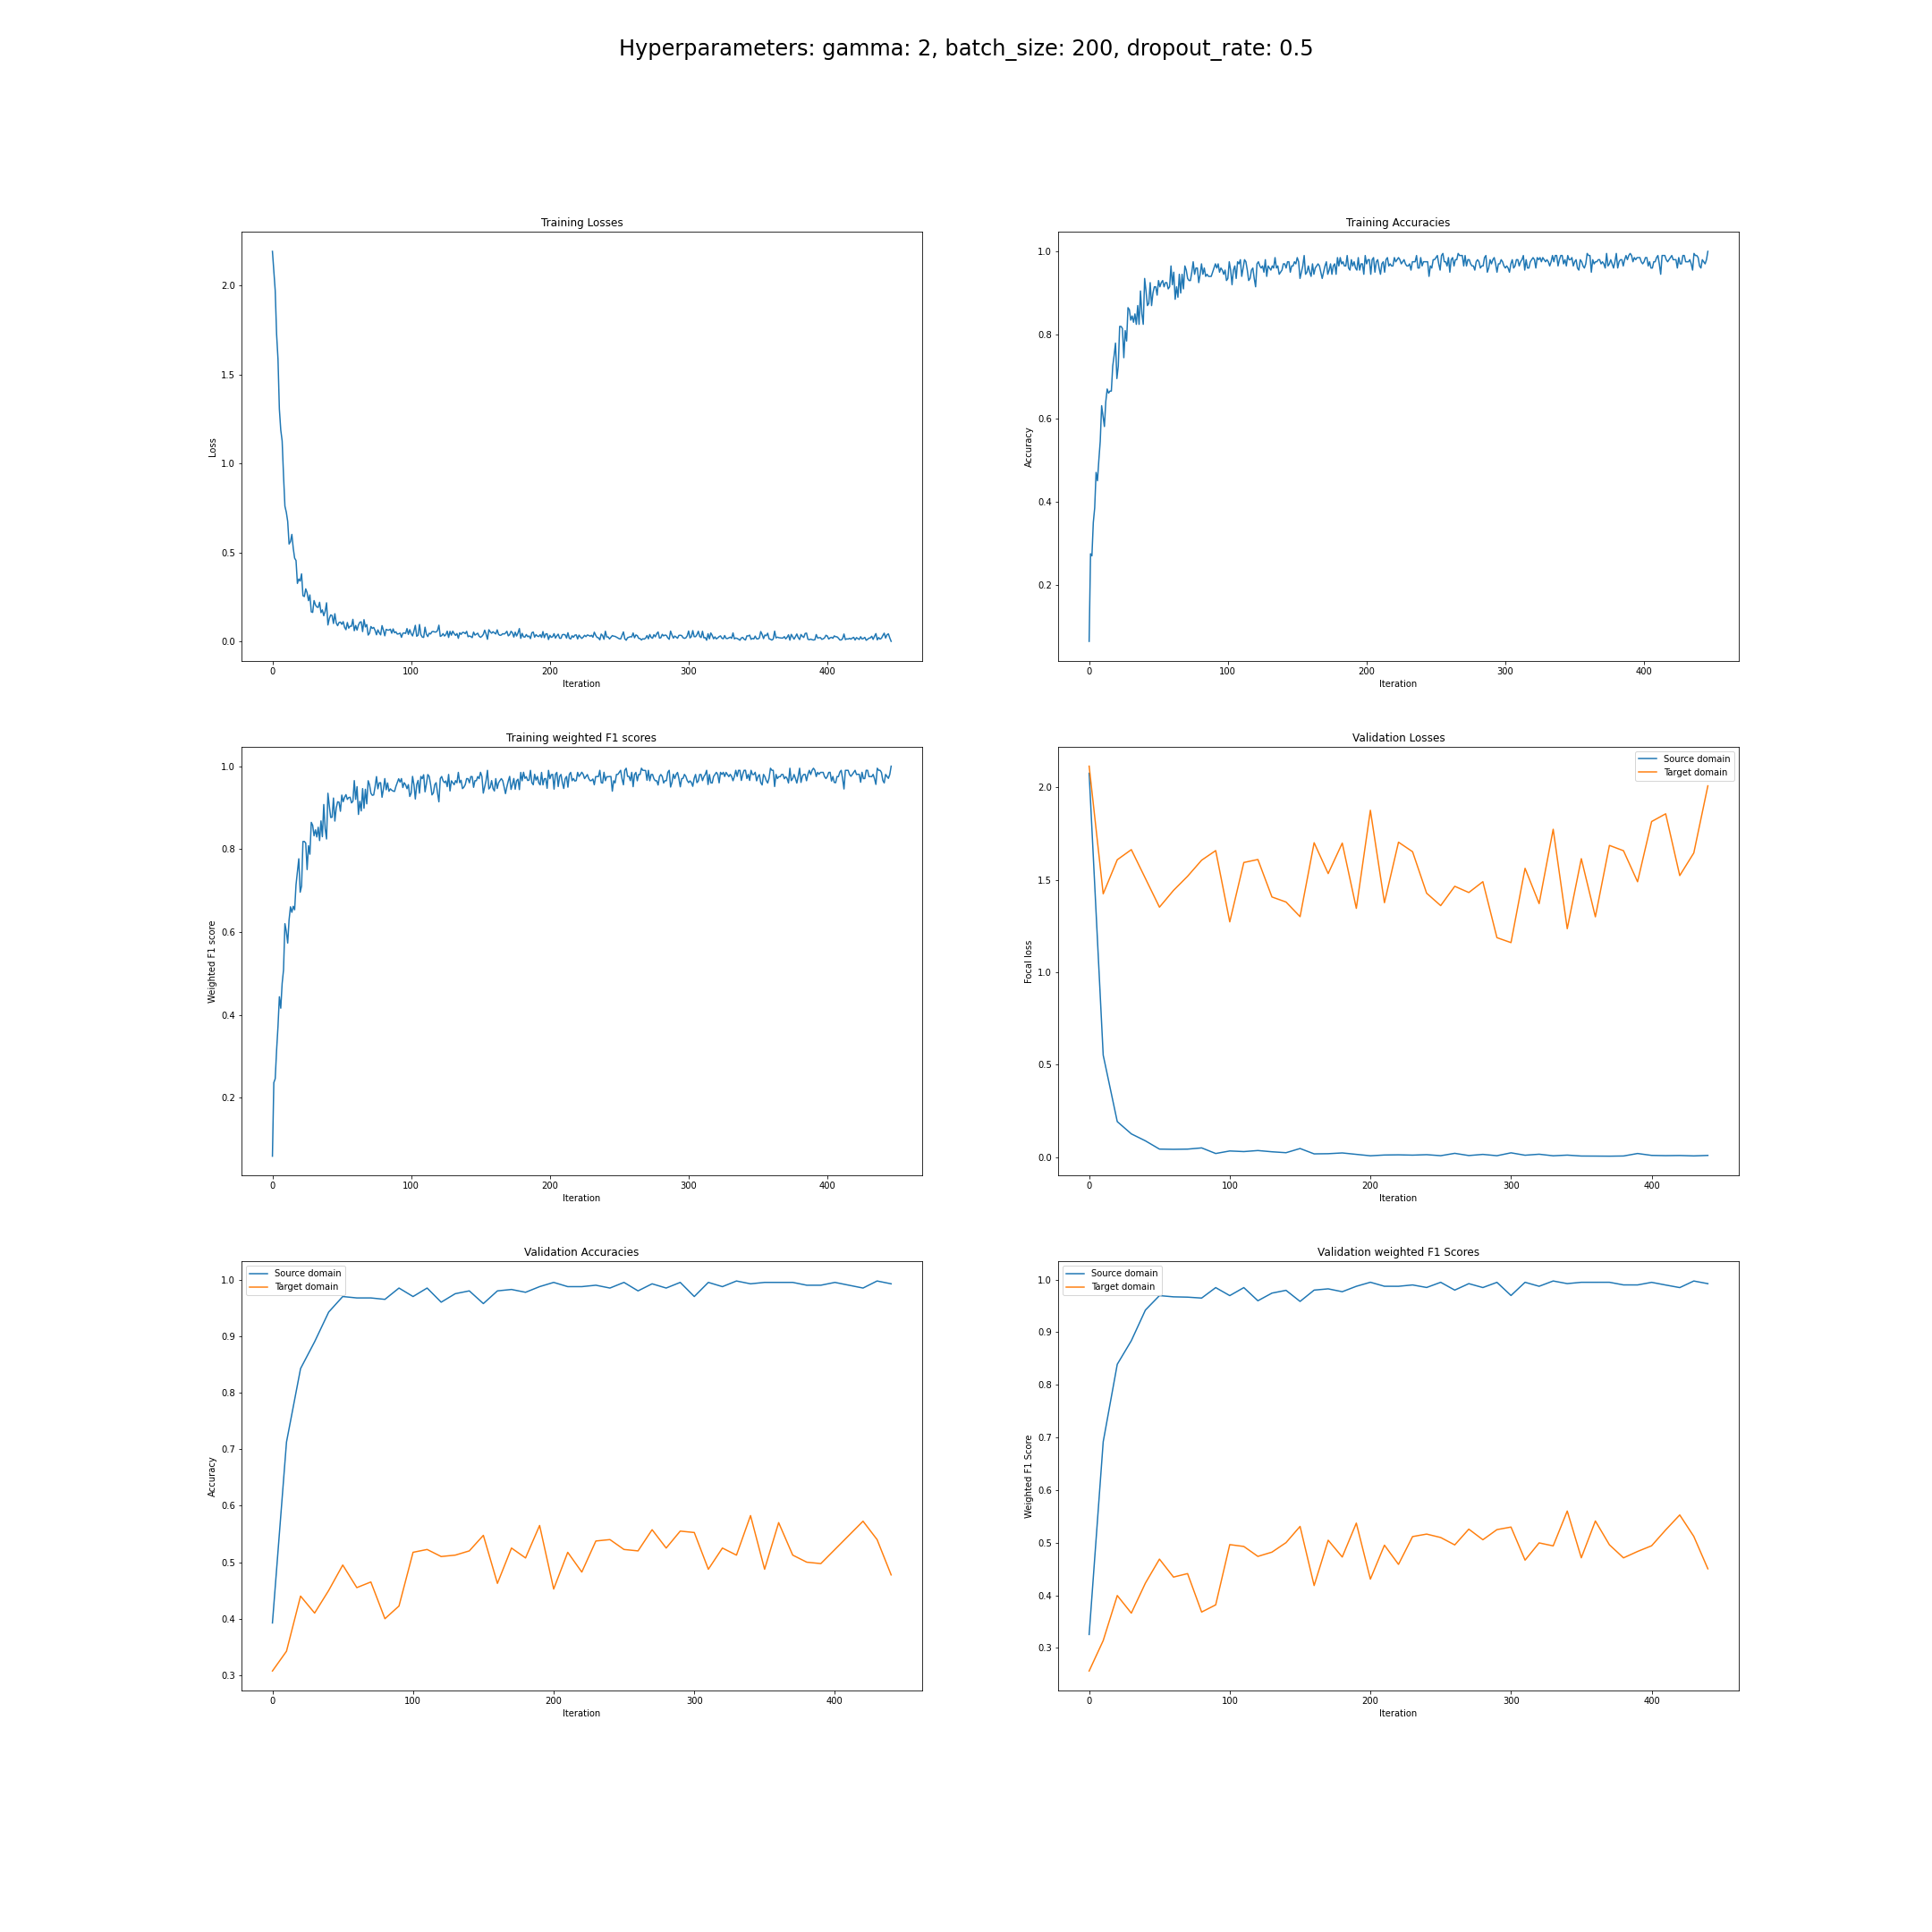 Hyperparameters: gamma: 2, batch_size: 200, dropout_rate: 0.5
Training Losses
Loss
2.0
1.5
1.0
0.5
0.0
0 100 200 300 400
Iteration
Training Accuracies
Accuracy
1.0
0.8
0.6
0.4
0.2
0 100 200 300 400
Iteration
Training weighted F1 scores
Weighted F1 score
1.0
0.8
0.6
0.4
0.2
0 100 200 300 400
Iteration
Validation Losses
Source domain
Target domain
Focal loss
2.0
1.5
1.0
0.5
0.0
0 100 200 300 400
Iteration
Validation Accuracies
Source domain
Target domain
Accuracy
1.0
0.9
0.8
0.7
0.6
0.5
0.4
0.3
0 100 200 300 400
Iteration
Validation weighted F1 Scores
Source domain
Target domain
Weighted F1 Score
1.0
0.9
0.8
0.7
0.6
0.5
0.4
0.3
0 100 200 300 400
Iteration